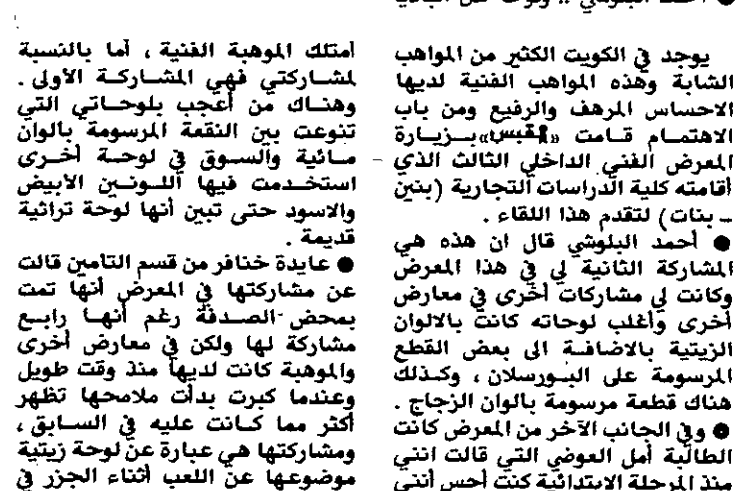 يوجد في الكويت الكثير من المواهب
الشابة وهذه المواهب الفنية لديها
الاحساس المرهف والرفيع ومن باب
الاهتمام قامت «القبس» بزيارة
المعرض الفني الداخلي الثالث الذي
أقامته كلية الدراسات التجارية (بنين
ـ بنات) لتقدم هذا اللقاء .
● أحمد البلوشي قال ان هذه هي
المشاركة الثانية لي في هذا المعرض
وكانت لي مشاركات أخرى في معارض
أخرى وأغلب لوحاته كانت بالالوان
الزيتية بالاضافة الى بعض القطع
المرسومة على البورسلان ، وكذلك
هناك قطعة مرسومة بالوان الزجاج .
● وفي الجانب الآخر من المعرض كانت
الطالبة أمل العوضي التي قالت انني
منذ المرحلة الابتدائية كنت أحس أنني
أمتلك الموهبة الفنية ، أما بالنسبة
لمشاركتي فهي المشاركة الأولى .
وهناك من أعجب بلوحاتي التي
تنوعت بين النقعة المرسومة بالوان
مائية والسوق في لوحة أخرى
استخدمت فيها اللونين الابيض
والاسود حتى تبين أنها لوحة تراثية
قديمة .
● عايدة خنافر من قسم التأمين قالت
عن مشاركتها في المعرض أنها تمت
بمحض الصدفة رغم أنها رابع
مشاركة لها ولكن في معارض أخرى
والموهبة كانت لديها منذ وقت طويل
وعندما كبرت بدأت ملامحها تظهر
أكثر مما كانت عليه في السابق ،
ومشاركتها هي عبارة عن لوحة زيتية
موضوعها عن اللعب أثناء الجزر في